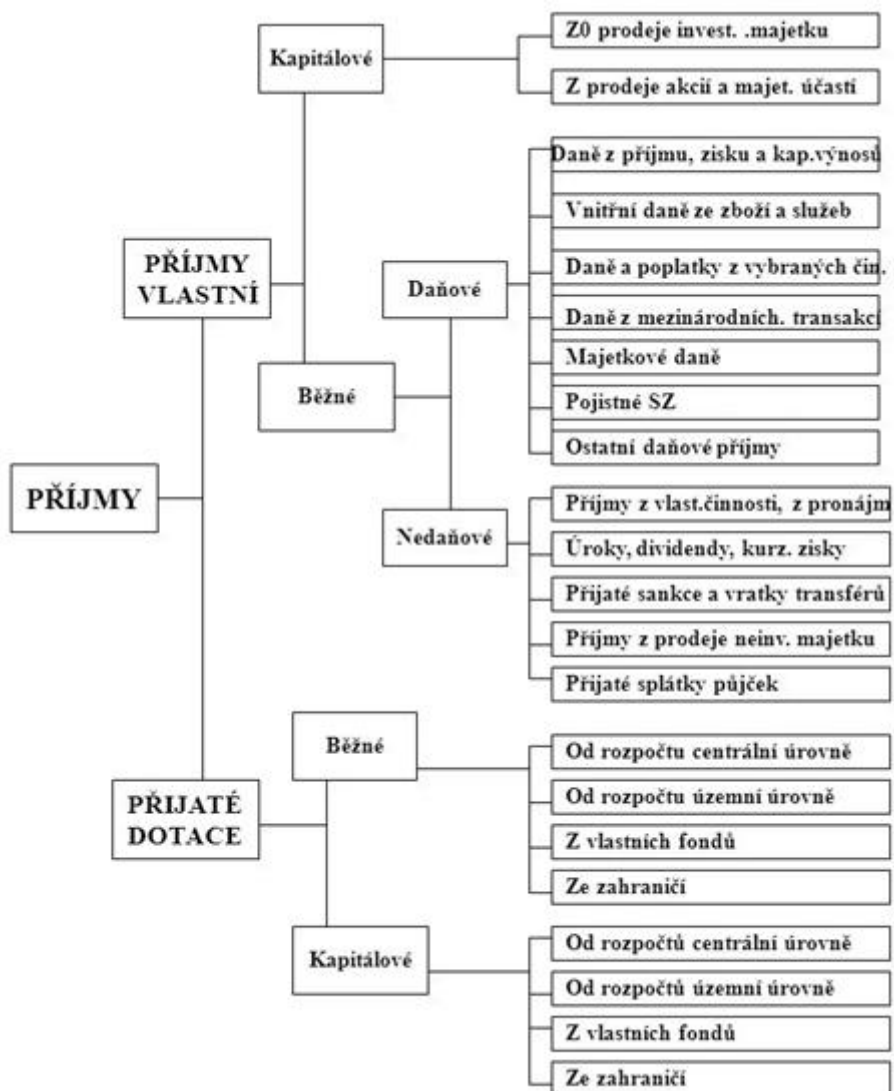 Z0 prodeje invest. .majetku
Kapitálové
Z prodeje akcií a majet. účastí
Daně z příjmu, zisku a kap.výnosů
Vnitřní daně ze zboží a služeb
PŘÍJMY
VLASTNÍ
Daňové
Daně a poplatky z vybraných čin.
Daně z mezinárodních. transakcí
Majetkové daně
Běžné
Pojistné SZ
Ostatní daňové příjmy
PŘÍJMY
Příjmy z vlast.činnosti, z pronájm
Nedaňové
Úroky, dividendy, kurz. zisky
Přijaté sankce a vratky transférů
Příjmy z prodeje neinv. majetku
Přijaté splátky půjček
Běžné
Od rozpočtu centrální úrovně
Od rozpočtu územní úrovně
PŘIJATÉ
DOTACE
Z vlastních fondů
Ze zahraničí
Kapitálové
Od rozpočtů centrální úrovně
Od rozpočtů územní úrovně
Z vlastních fondů
Ze zahraničí